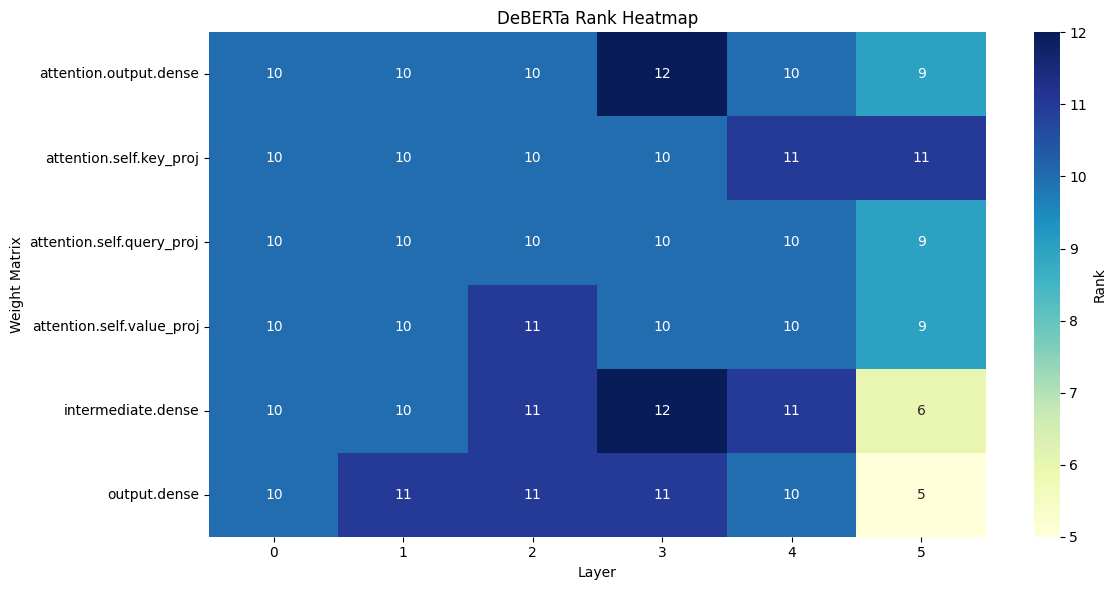 DeBERTa Rank Heatmap
Weight Matrix
attention.output.dense 10 10 10 12 10 9
attention.self.key_proj 10 10 10 10 11 11
attention.self.query_proj 10 10 10 10 10 9
attention.self.value_proj 10 10 11 10 10 9
intermediate.dense 10 10 11 12 11 6
output.dense 10 11 11 11 10 5
0 1 2 3 4 5
Layer
12
11
10
9
8
7
6
5
Rank